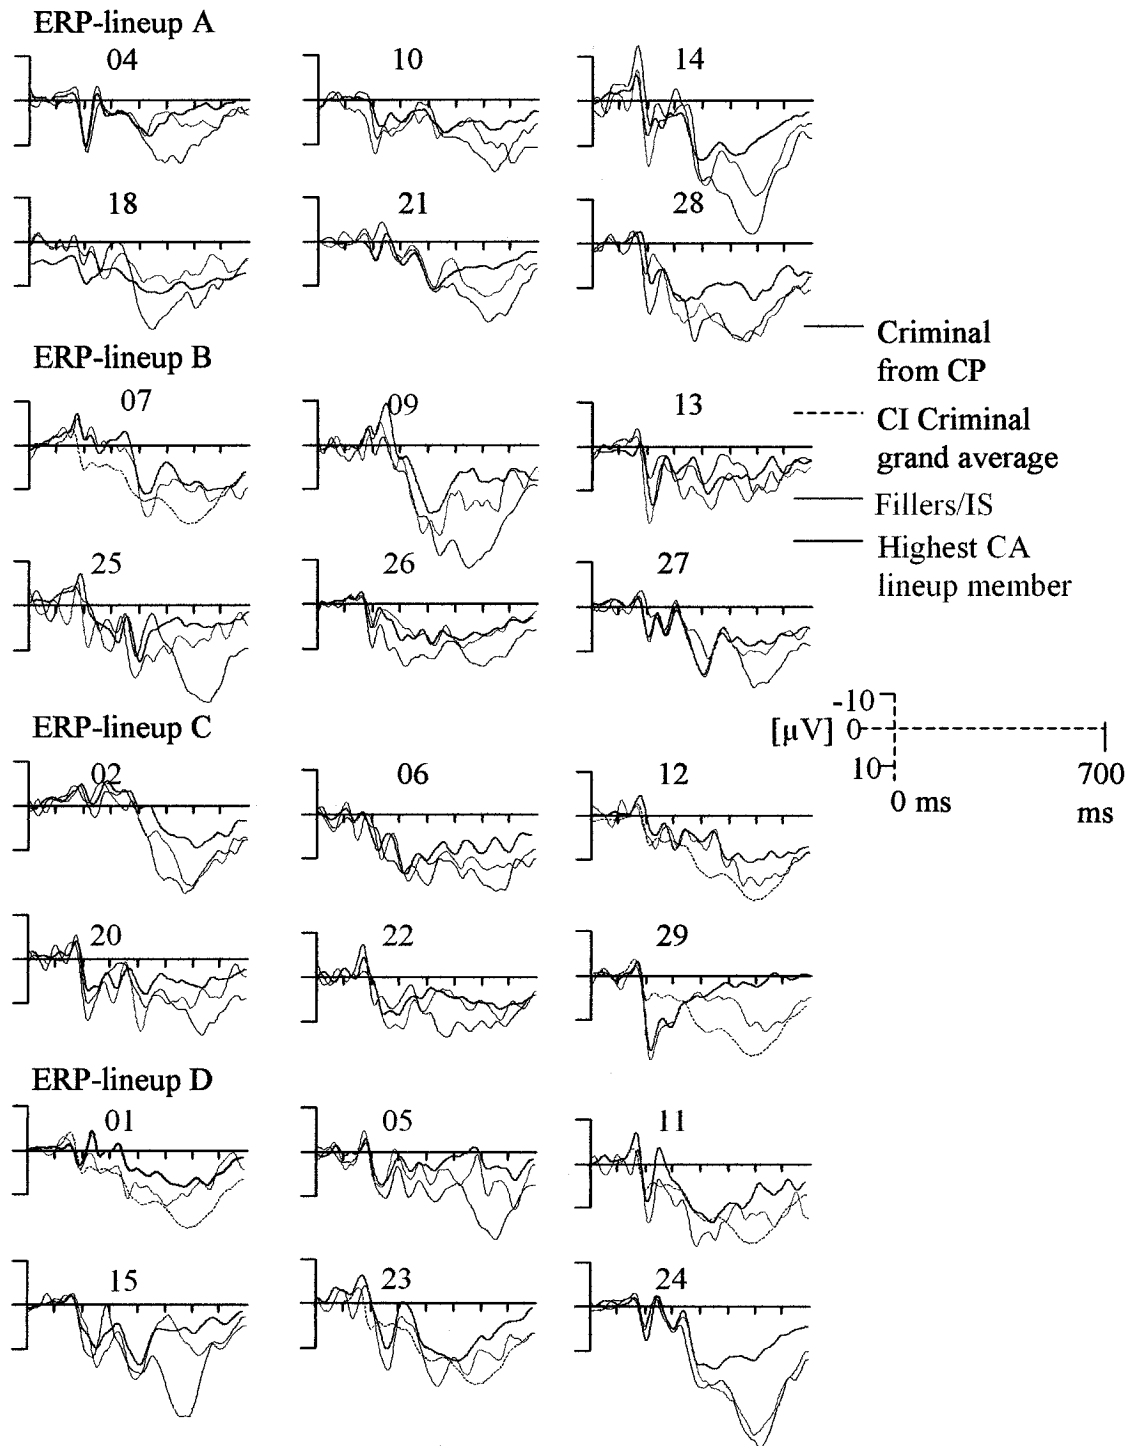 ERP-lineup A
04 10 14
18 21 28
Criminal
from CP
ERP-lineup B
07 09 13
CI Criminal
grand average
Fillers/IS
Highest CA
lineup member
25 26 27
-10
ERP-lineup C
[µV] 0
10
0 ms
700
ms
02 06 12
20 22 29
ERP-lineup D
01 05 11
15 23 24